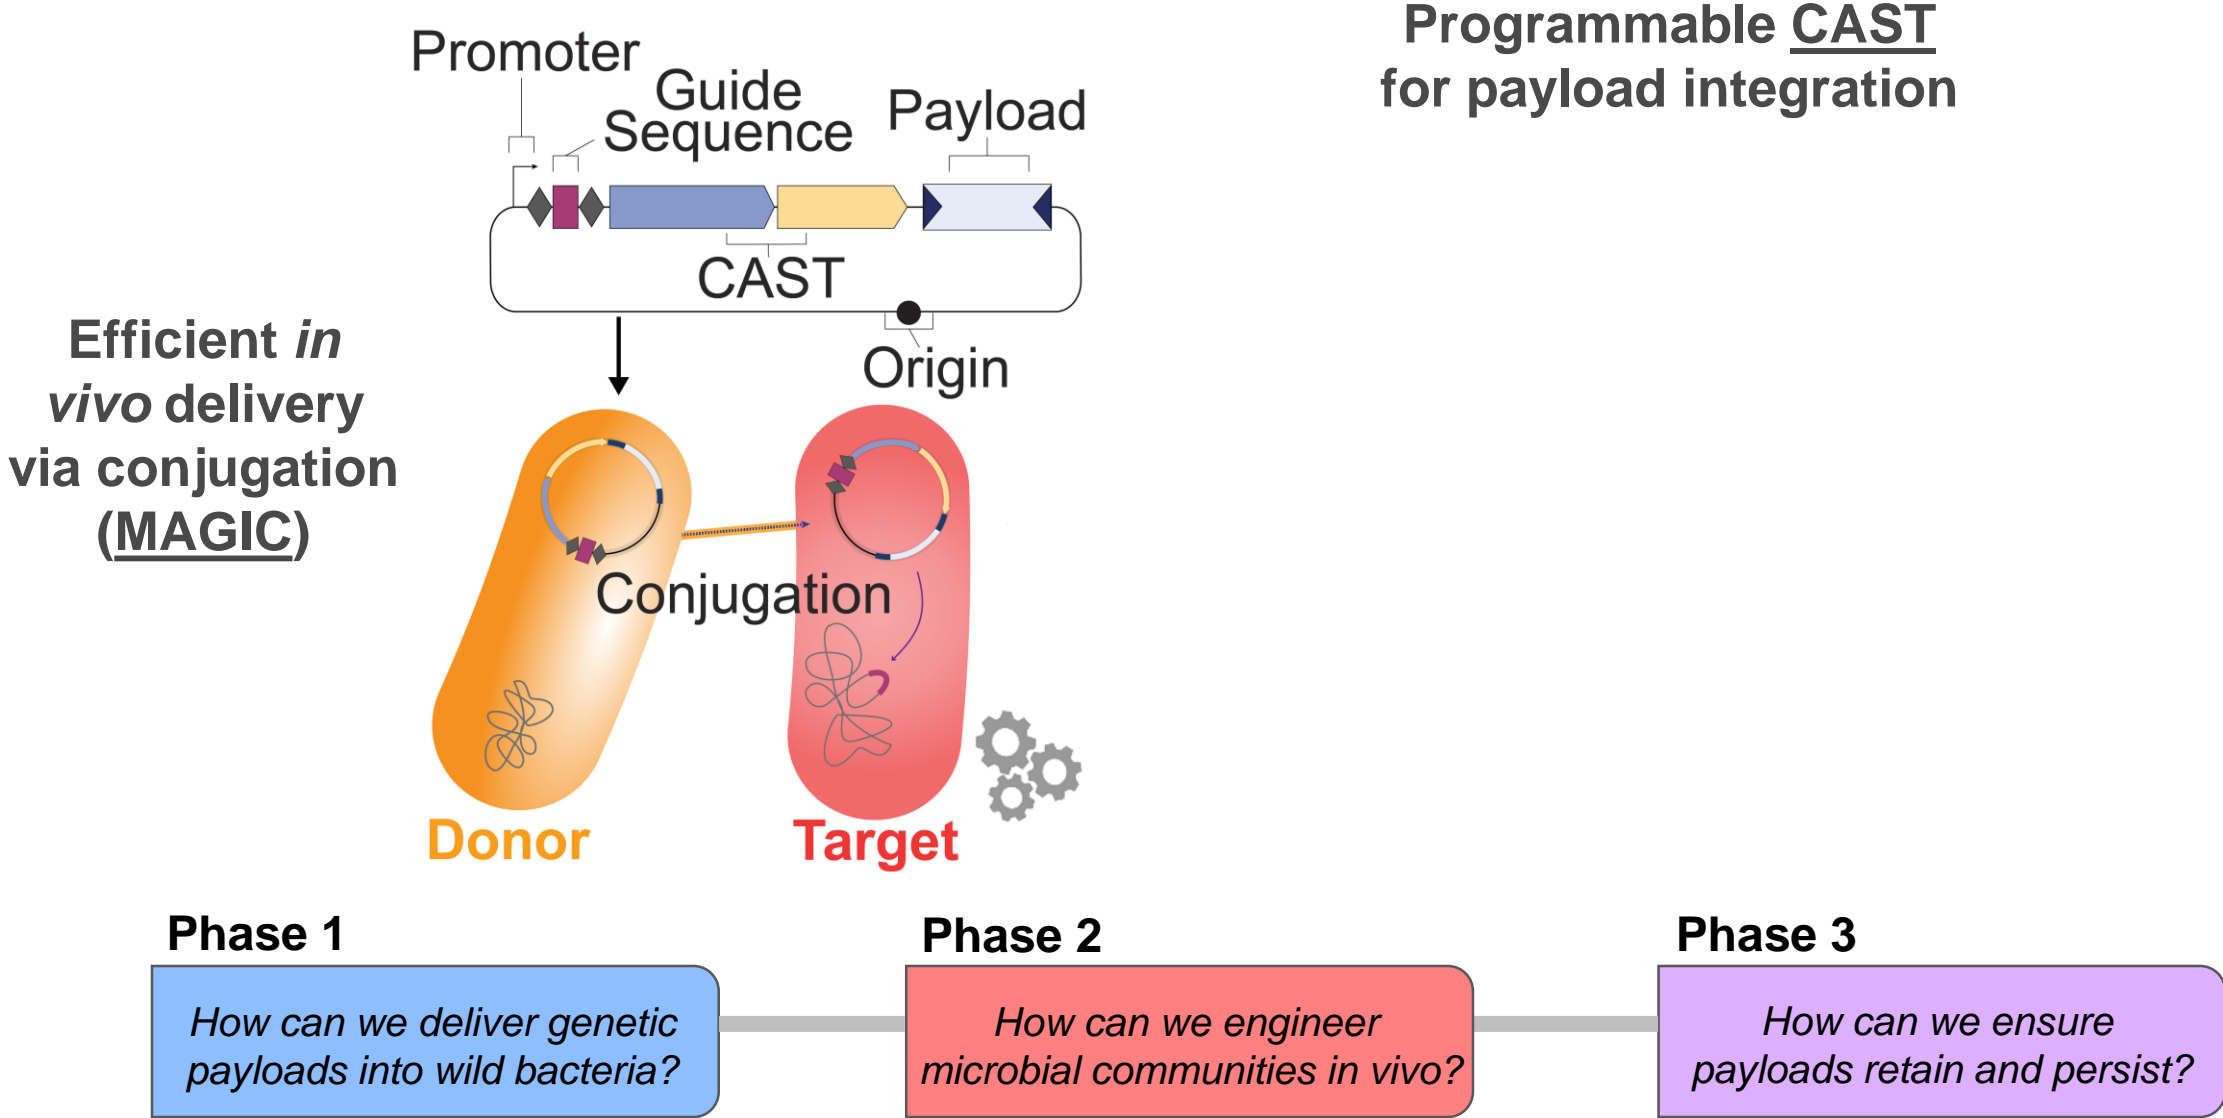 Programmable CAST
for payload integration
Promoter
Guide
Sequence
Payload
CAST
Origin
Efficient in
vivo delivery
via conjugation
(MAGIC)
Conjugation
Donor
Target
Phase 1
How can we deliver genetic
payloads into wild bacteria?
Phase 2
How can we engineer
microbial communities in vivo?
Phase 3
How can we ensure
payloads retain and persist?